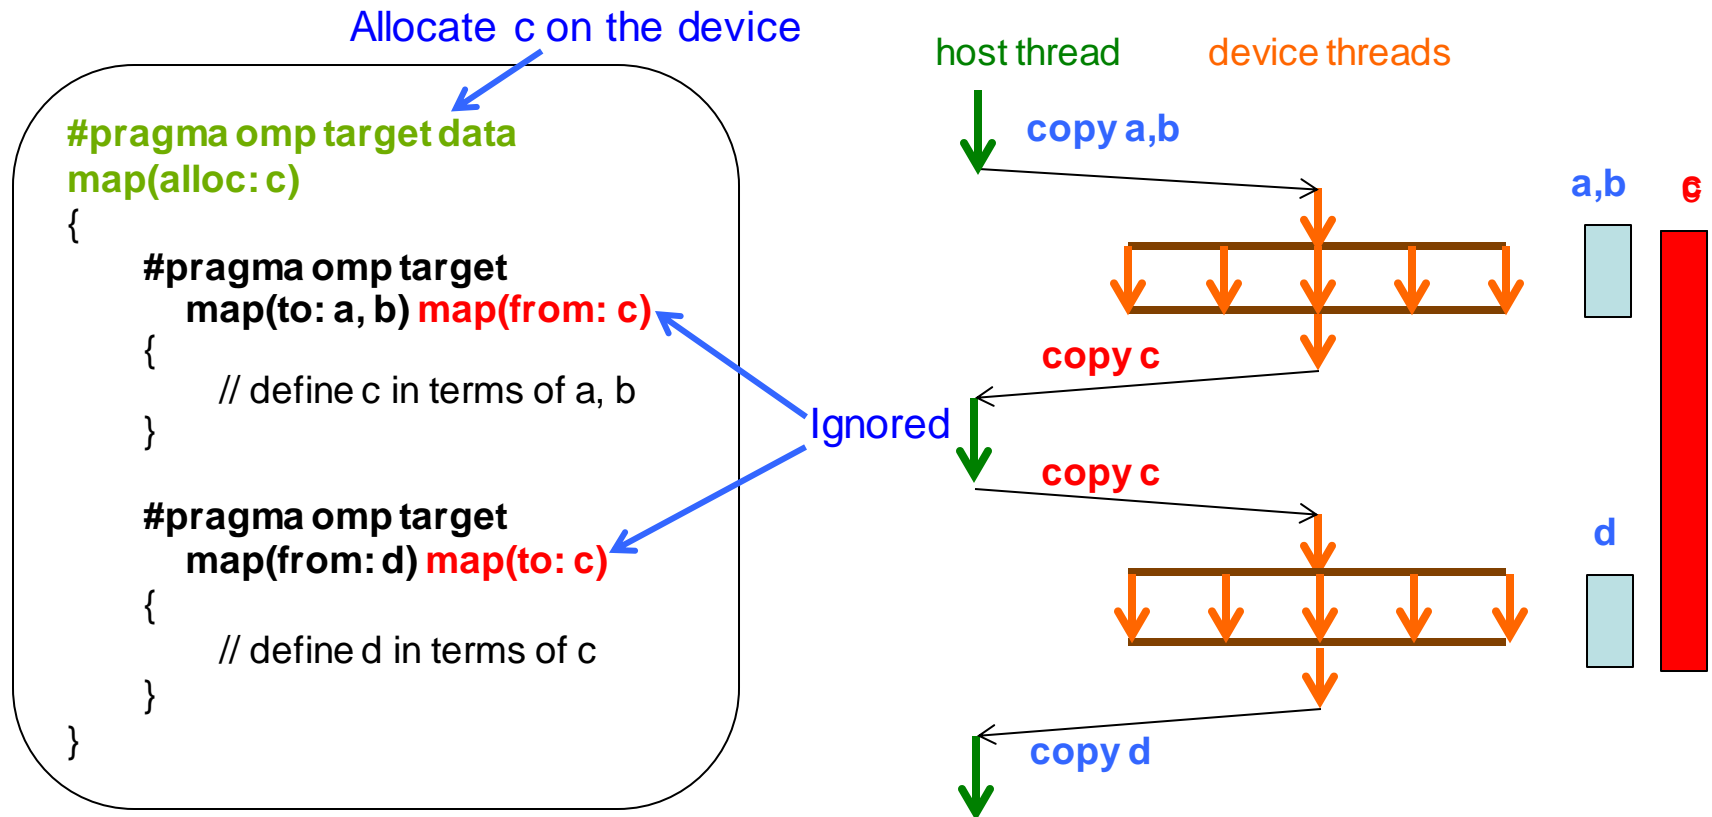 Allocate c on the device
#pragma omp target data
map(alloc: c)
{
#pragma omp target
map(to: a, b) map(from: c)
{
// define c in terms of a, b
}
#pragma omp target
map(from: d) map(to: c)
{
// define d in terms of c
}
}
Ignored
host thread
device threads
copy a,b
a,b
c
copy c
copy c
d
copy d